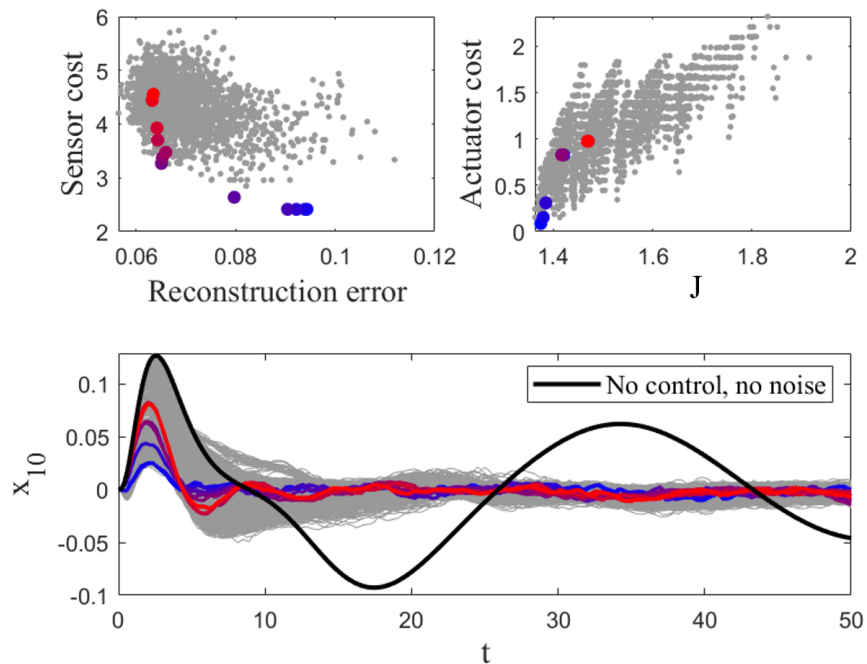 6
5
4
3
2
Sensor cost
0.06 0.08 0.1 0.12
Reconstruction error
2
1.5
1
0.5
0
Actuator cost
1.4 1.6 1.8 2
J
0.1
0.05
0
-0.05
-0.1
x10
No control, no noise
0 10 20 30 40 50
t